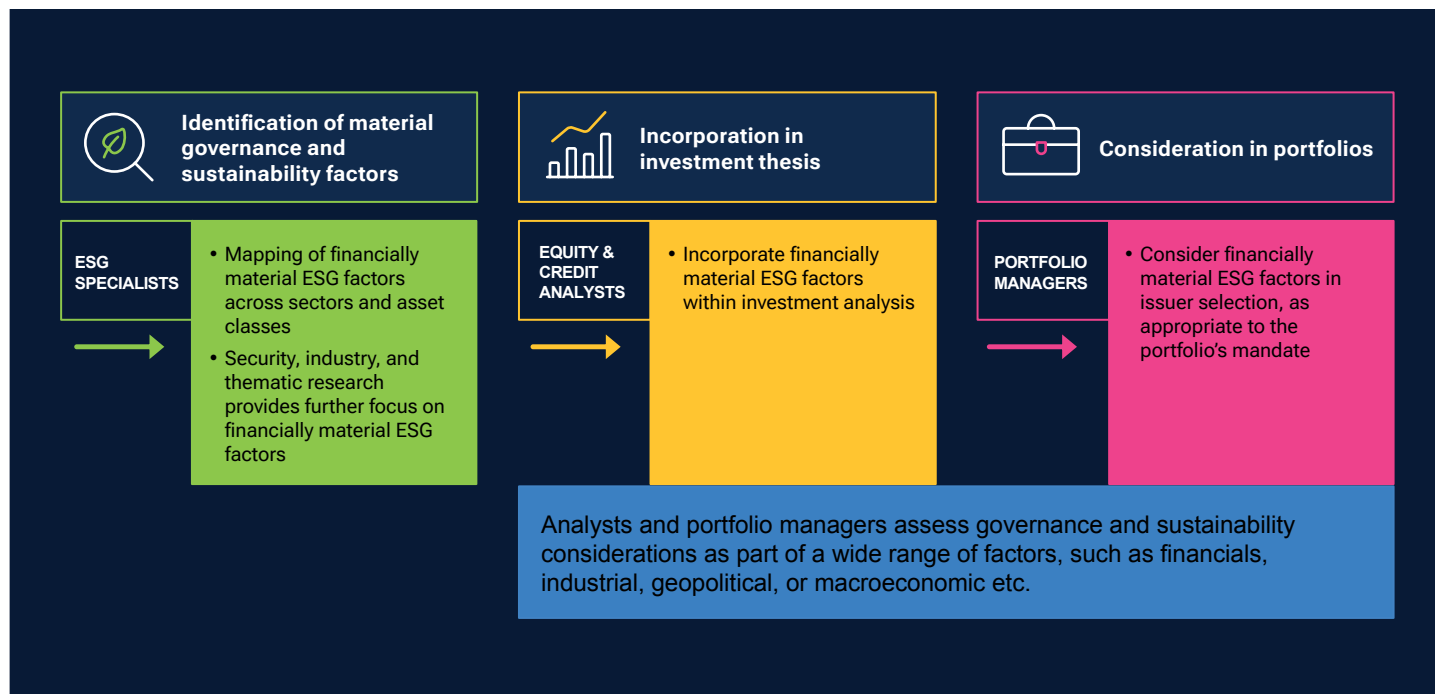 Identification of material
governance and
sustainability factors
ESG
SPECIALISTS
• Mapping of financially
material ESG factors
across sectors and asset
classes
• Security, industry, and
thematic research
provides further focus on
financially material ESG
factors
Incorporation in
investment thesis
EQUITY &
CREDIT
ANALYSTS
• Incorporate financially
material ESG factors
within investment analysis
Consideration in portfolios
PORTFOLIO
MANAGERS
• Consider financially
material ESG factors in
issuer selection, as
appropriate to the
portfolio’s mandate
Analysts and portfolio managers assess governance and sustainability
considerations as part of a wide range of factors, such as financials,
industrial, geopolitical, or macroeconomic etc.